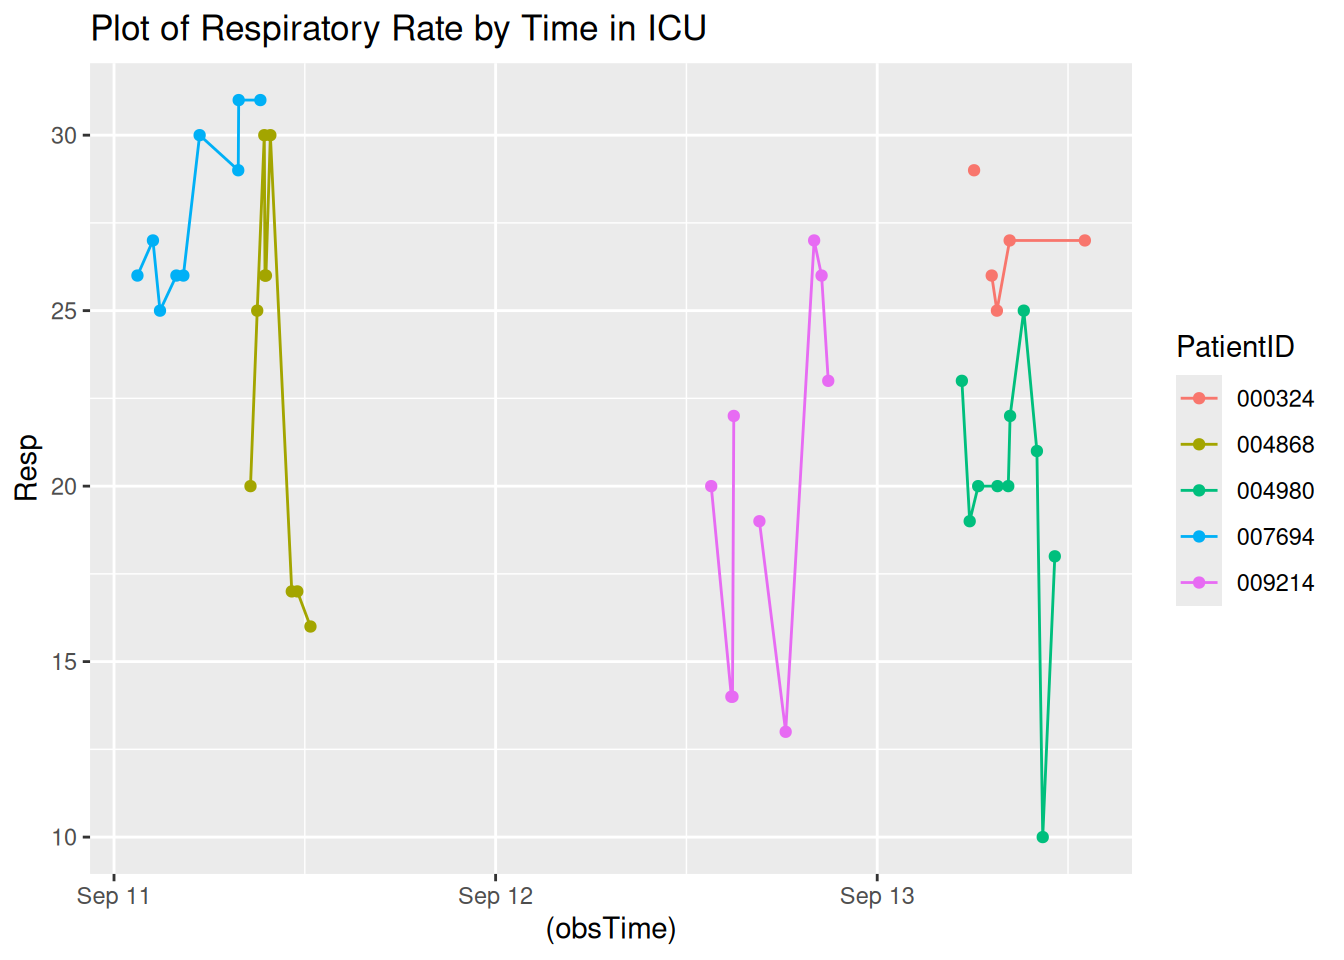 Plot of Respiratory Rate by Time in ICU
Resp
30
25
20
15
10
Sep 11
Sep 12
Sep 13
(obsTime)
PatientID
000324
004868
004980
007694
009214